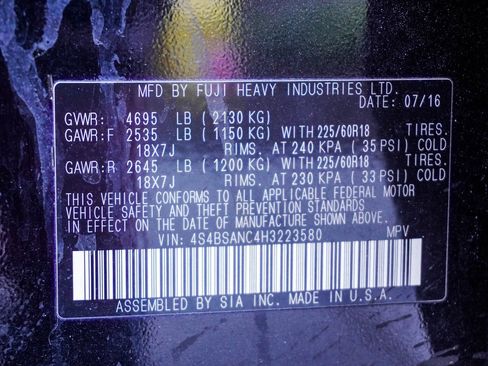 MFD BY FUJI HEAVY INDUSTRIES LTD.
DATE: 07/16
GVWR: 4695 LB (2130 KG)
GAWR:F 2535 LB (1150 KG) WITH 225/60R18 TIRES.
18X7J RIMS. AT 240 KPA (35 PSI) COLD
GAWR:R 2645 LB (1200 KG) WITH 225/60R18 TIRES.
18X7J RIMS. AT 230 KPA (33 PSI) COLD
THIS VEHICLE CONFORMS TO ALL APPLICABLE FEDERAL MOTOR
VEHICLE SAFETY AND THEFT PREVENTION STANDARDS
IN EFFECT ON THE DATE OF MANUFACTURE SHOWN ABOVE.
VIN: 4S4BSANC4H3223580 MPV
ASSEMBLED BY SIA INC. MADE IN U.S.A.